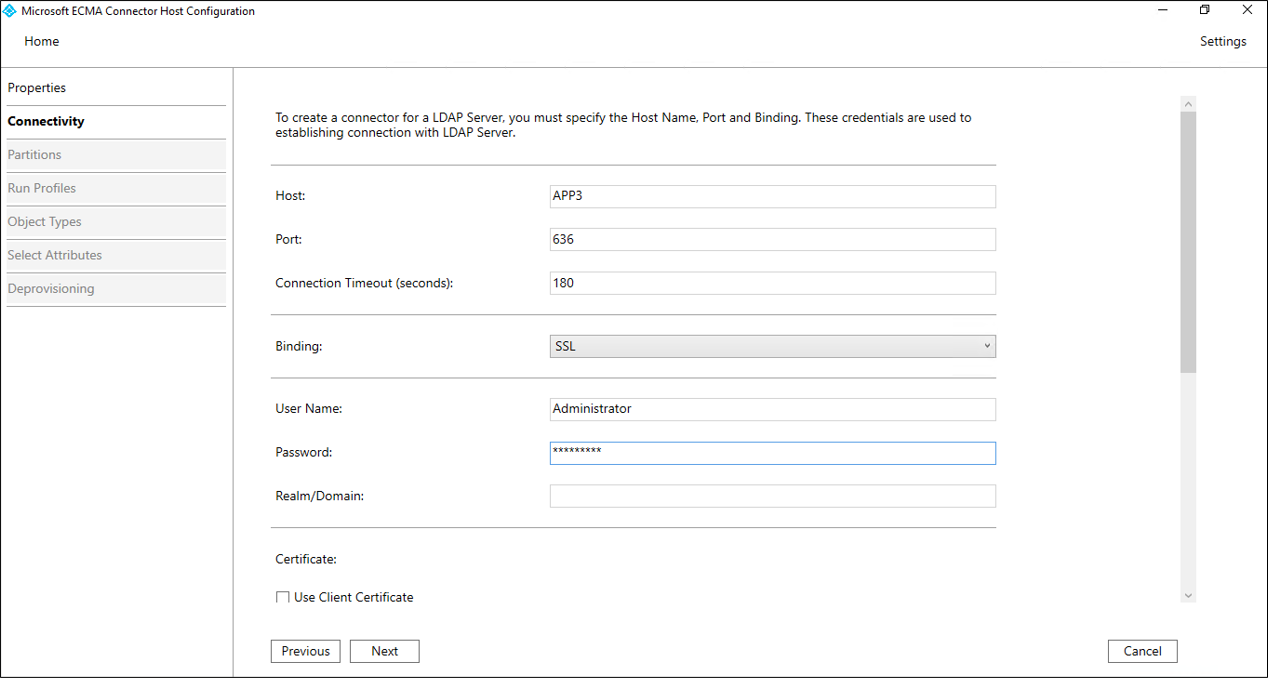 Microsoft ECMA Connector Host Configuration
Home
Settings
Properties
Connectivity
Partitions
Run Profiles
Object Types
Select Attributes
Deprovisioning
To create a connector for a LDAP Server, you must specify the Host Name, Port and Binding. These credentials are used to
establishing connection with LDAP Server.
Host: APP3
Port: 636
Connection Timeout (seconds): 180
Binding: SSL
User Name: Administrator
Password: *********
Realm/Domain:
Certificate:
Use Client Certificate
Previous Next Cancel